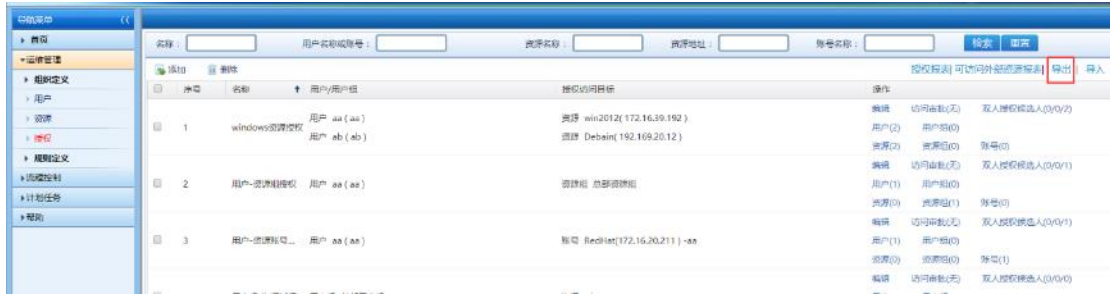 导航菜单
首页
运维管理
组织定义
用户
资源
授权
规则定义
流程控制
计划任务
帮助
名称： 用户名称或账号： 资源名称： 资源地址： 账号名称： 检索 重置
添加 删除 授权报表| 可访问外部资源报表| 导出 | 导入
序号 名称 用户/用户组 授权访问目标 操作
编辑 访问审批(无) 双人授权候选人(0/0/2)
1 windows资源授权 用户 aa ( aa ) 资源 win2012( 172.16.39.192 )
用户 ab ( ab ) 资源 Debain( 192.169.20.12 )
用户(2) 用户组(0)
资源(2) 资源组(0) 账号(0)
编辑 访问审批(无) 双人授权候选人(0/0/1)
2 用户-资源组授权 用户 aa ( aa ) 资源组 总部资源组 用户(1) 用户组(0)
资源(0) 资源组(1) 账号(0)
编辑 访问审批(无) 双人授权候选人(0/0/1)
3 用户-资源账号... 用户 aa ( aa ) 账号 RedHat(172.16.20.211 ) -aa 用户(1) 用户组(0)
资源(0) 资源组(0) 账号(1)
编辑 访问审批(无) 双人授权候选人(0/0/0)